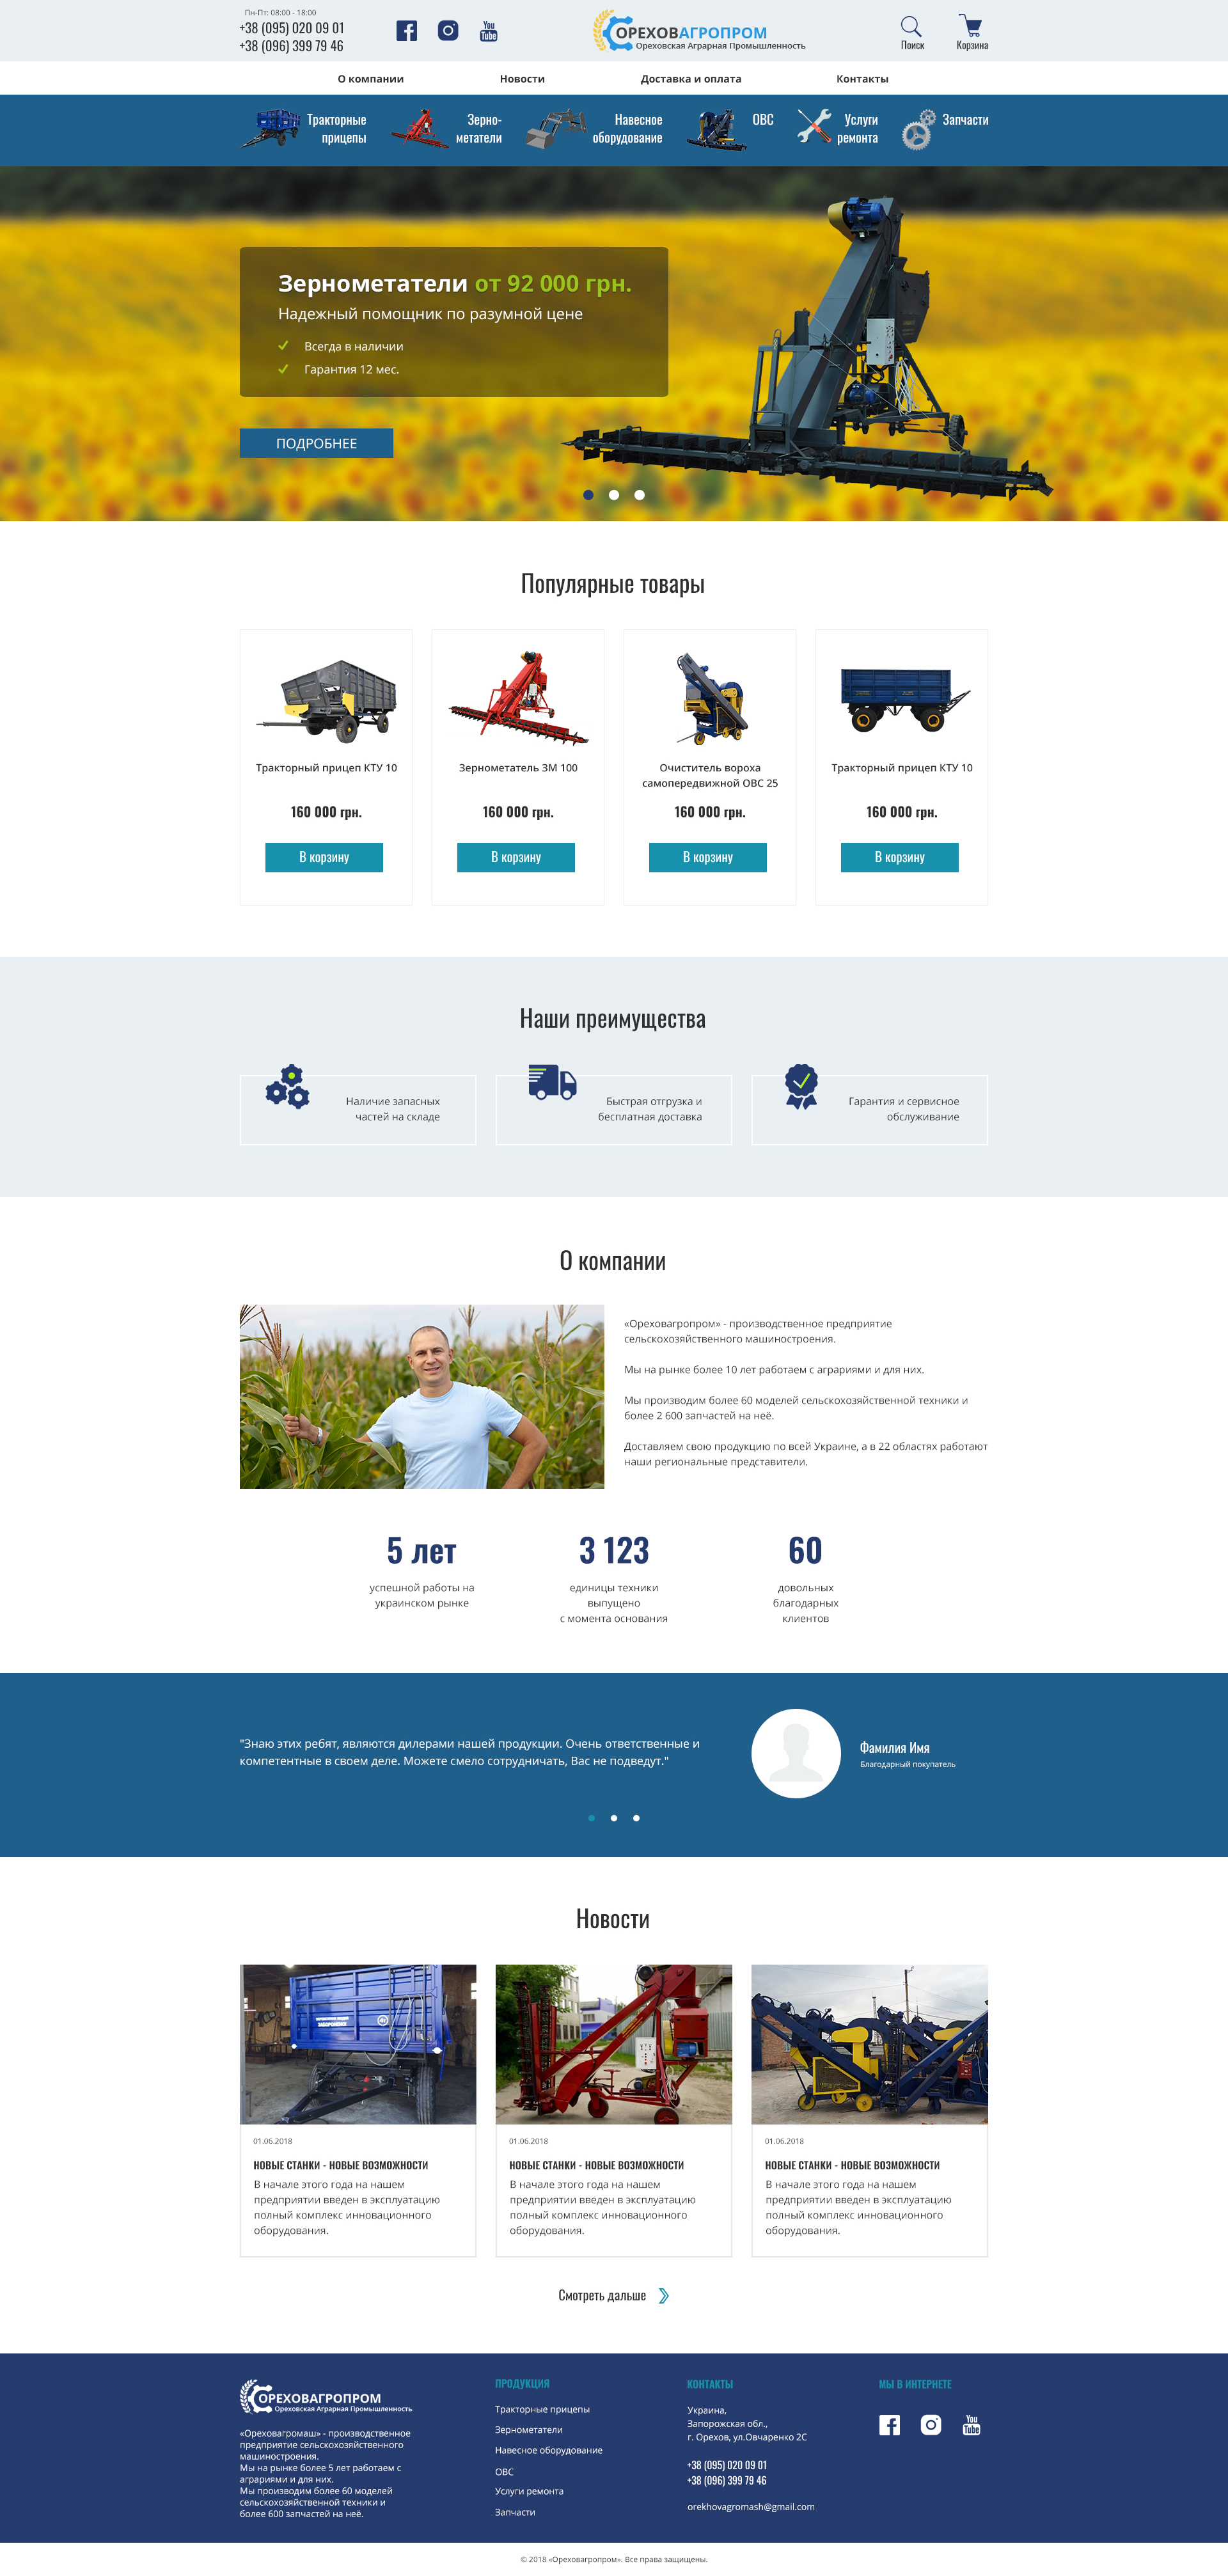 Пн-Пт: 08:00 - 18:00
+38 (095) 020 09 01
+38 (096) 399 79 46
You
Tube
ОРЕХОВАГРОПРОМ
Ореховская Аграрная Промышленность
Поиск
Корзина
О компании
Новости
Доставка и оплата
Контакты
Тракторные
прицепы
Зерно-
метатели
Навесное
оборудование
ОВС
Услуги
ремонта
Запчасти
Зернометатели от 92 000 грн.
Надежный помощник по разумной цене
Всегда в наличии
Гарантия 12 мес.
ПОДРОБНЕЕ
Популярные товары
Тракторный прицеп КТУ 10
160 000 грн.
В корзину
Зернометатель ЗМ 100
160 000 грн.
В корзину
Очиститель вороха
самопередвижной ОВС 25
160 000 грн.
В корзину
Тракторный прицеп КТУ 10
160 000 грн.
В корзину
Наши преимущества
Наличие запасных
частей на складе
Быстрая отгрузка и
бесплатная доставка
Гарантия и сервисное
обслуживание
О компании
«Ореховагропром» - производственное предприятие
сельскохозяйственного машиностроения.
Мы на рынке более 10 лет работаем с аграриями и для них.
Мы производим более 60 моделей сельскохозяйственной техники и
более 2 600 запчастей на неё.
Доставляем свою продукцию по всей Украине, а в 22 областях работают
наши региональные представители.
5 лет
успешной работы на
украинском рынке
3 123
единицы техники
выпущено
с момента основания
60
довольных
благодарных
клиентов
"Знаю этих ребят, являются дилерами нашей продукции. Очень ответственные и
компетентные в своем деле. Можете смело сотрудничать, Вас не подведут."
Фамилия Имя
Благодарный покупатель
Новости
01.06.2018
НОВЫЕ СТАНКИ - НОВЫЕ ВОЗМОЖНОСТИ
В начале этого года на нашем
предприятии введен в эксплуатацию
полный комплекс инновационного
оборудования.
01.06.2018
НОВЫЕ СТАНКИ - НОВЫЕ ВОЗМОЖНОСТИ
В начале этого года на нашем
предприятии введен в эксплуатацию
полный комплекс инновационного
оборудования.
01.06.2018
НОВЫЕ СТАНКИ - НОВЫЕ ВОЗМОЖНОСТИ
В начале этого года на нашем
предприятии введен в эксплуатацию
полный комплекс инновационного
оборудования.
Смотреть дальше
ОРЕХОВАГРОПРОМ
Ореховская Аграрная Промышленность
«Ореховагромаш» - производственное
предприятие сельскохозяйственного
машиностроения.
Мы на рынке более 5 лет работаем с
аграриями и для них.
Мы производим более 60 моделей
сельскохозяйственной техники и
более 600 запчастей на неё.
ПРОДУКЦИЯ
Тракторные прицепы
Зернометатели
Навесное оборудование
ОВС
Услуги ремонта
Запчасти
КОНТАКТЫ
Украина,
Запорожская обл.,
г. Орехов, ул.Овчаренко 2С
+38 (095) 020 09 01
+38 (096) 399 79 46
orekhovagromash@gmail.com
МЫ В ИНТЕРНЕТЕ
You
Tube
© 2018 «Ореховагропром». Все права защищены.